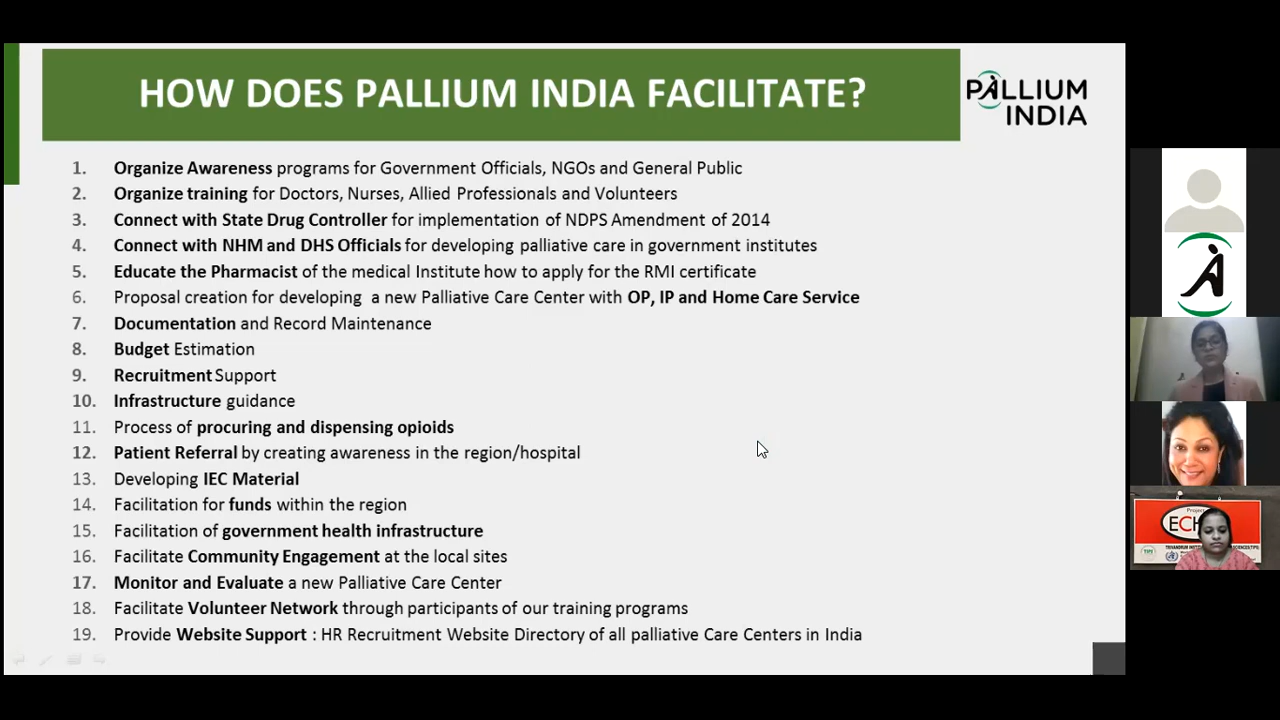 HOW DOES PALLIUM INDIA FACILITATE?
PALLIUM
INDIA
1. Organize Awareness programs for Government Officials, NGOs and General Public
2. Organize training for Doctors, Nurses, Allied Professionals and Volunteers
3. Connect with State Drug Controller for implementation of NDPS Amendment of 2014
4. Connect with NHM and DHS Officials for developing palliative care in government institutes
5. Educate the Pharmacist of the medical Institute how to apply for the RMI certificate
6. Proposal creation for developing a new Palliative Care Center with OP, IP and Home Care Service
7. Documentation and Record Maintenance
8. Budget Estimation
9. Recruitment Support
10. Infrastructure guidance
11. Process of procuring and dispensing opioids
12. Patient Referral by creating awareness in the region/hospital
13. Developing IEC Material
14. Facilitation for funds within the region
15. Facilitation of government health infrastructure
16. Facilitate Community Engagement at the local sites
17. Monitor and Evaluate a new Palliative Care Center
18. Facilitate Volunteer Network through participants of our training programs
19. Provide Website Support : HR Recruitment Website Directory of all palliative Care Centers in India